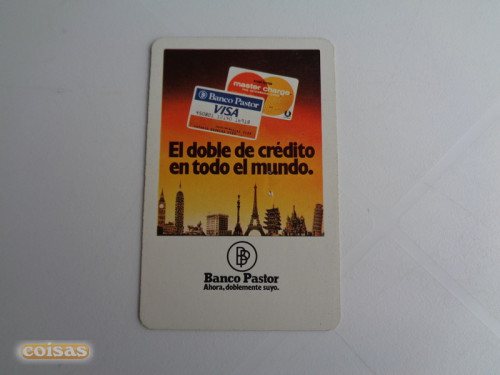 master charge
Banco Pastor
VISA
El doble de crédito
en todo el mundo.
Banco Pastor
Ahora, doblemente suyo.
coisas